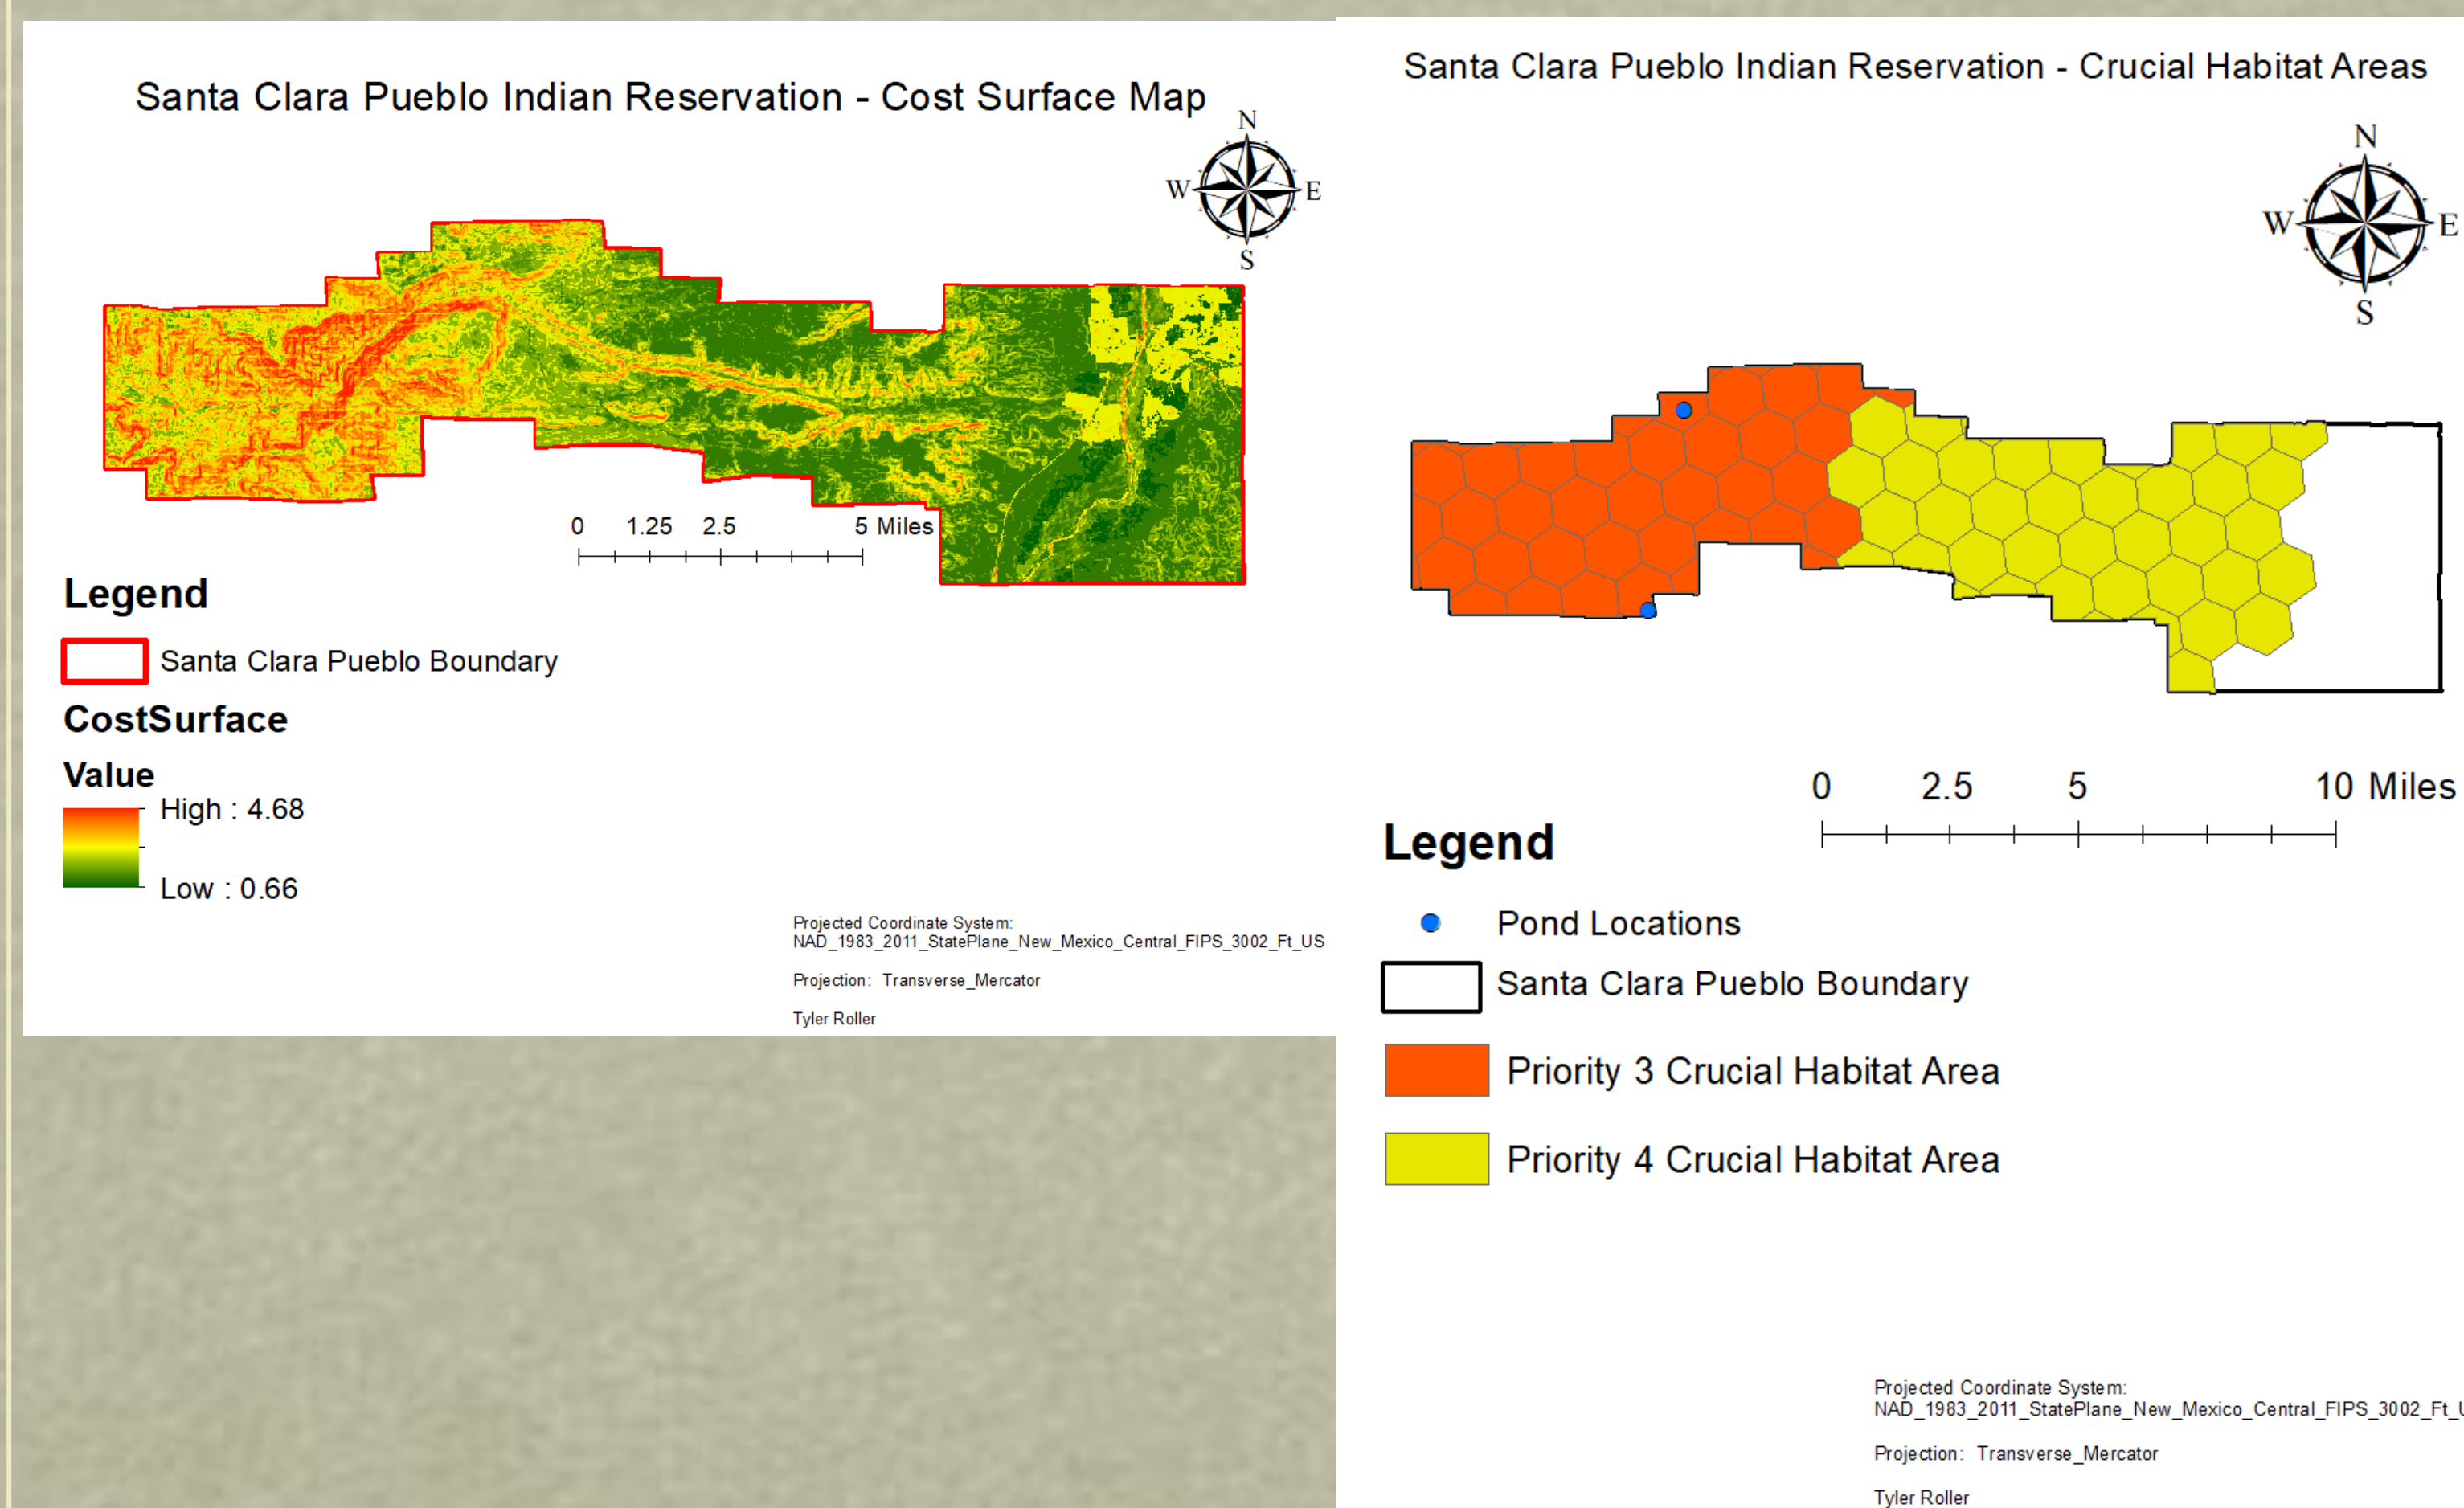 Santa Clara Pueblo Indian Reservation - Cost Surface Map
N
W
E
S
0 1.25 2.5 5 Miles
Legend
Santa Clara Pueblo Boundary
CostSurface
Value
High : 4.68
Low : 0.66
Projected Coordinate System:
NAD_1983_2011_StatePlane_New_Mexico_Central_FIPS_3002_Ft_US
Projection: Transverse_Mercator
Tyler Roller
Santa Clara Pueblo Indian Reservation - Crucial Habitat Areas
N
W
E
S
0 2.5 5 10 Miles
Legend
Pond Locations
Santa Clara Pueblo Boundary
Priority 3 Crucial Habitat Area
Priority 4 Crucial Habitat Area
Projected Coordinate System:
NAD_1983_2011_StatePlane_New_Mexico_Central_FIPS_3002_Ft_U
Projection: Transverse_Mercator
Tyler Roller